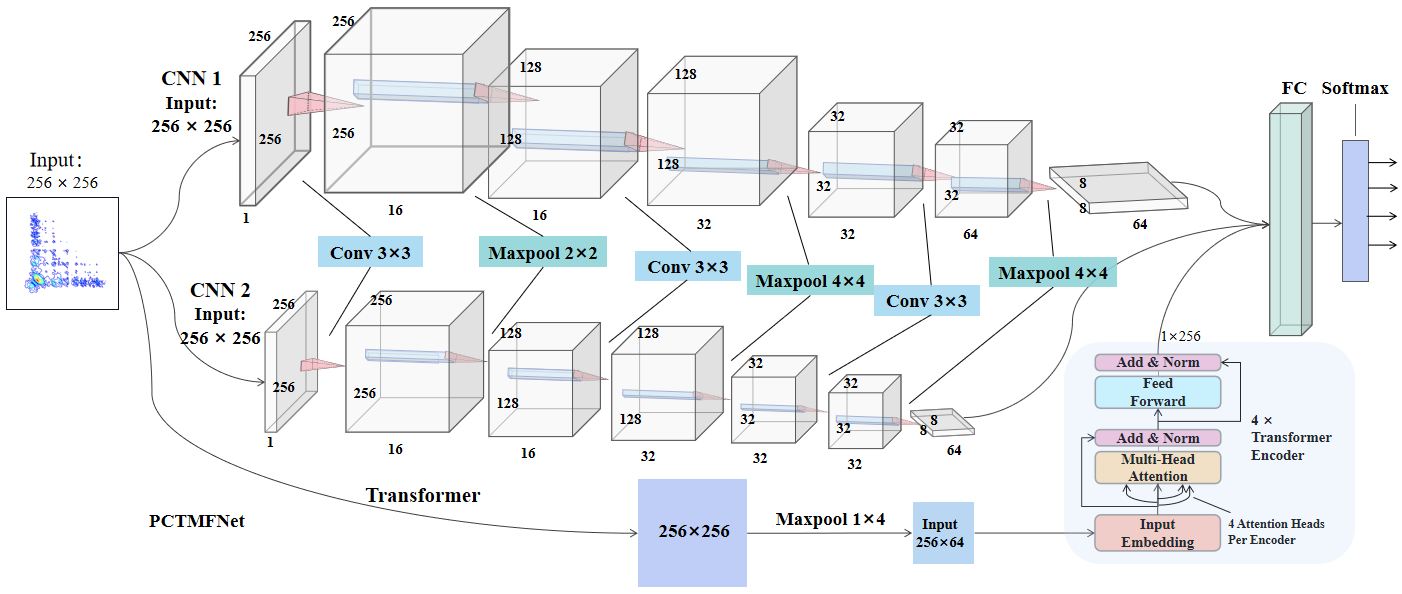 Input:
256 × 256
CNN 1
Input:
256 × 256
256
256
1
256
256
16
128
128
16
128
128
32
32
32
32
32
32
64
8
8
64
FC
Softmax
Conv 3×3
Maxpool 2×2
Conv 3×3
Maxpool 4×4
Conv 3×3
Maxpool 4×4
CNN 2
Input:
256 × 256
256
256
1
256
256
16
128
128
16
128
128
32
32
32
32
32
32
32
8
8
64
1×256
Add & Norm
Feed
Forward
Add & Norm
Multi-Head
Attention
Input
Embedding
4 ×
Transformer
Encoder
4 Attention Heads
Per Encoder
Transformer
PCTMFNet
256×256
Maxpool 1×4
Input
256×64